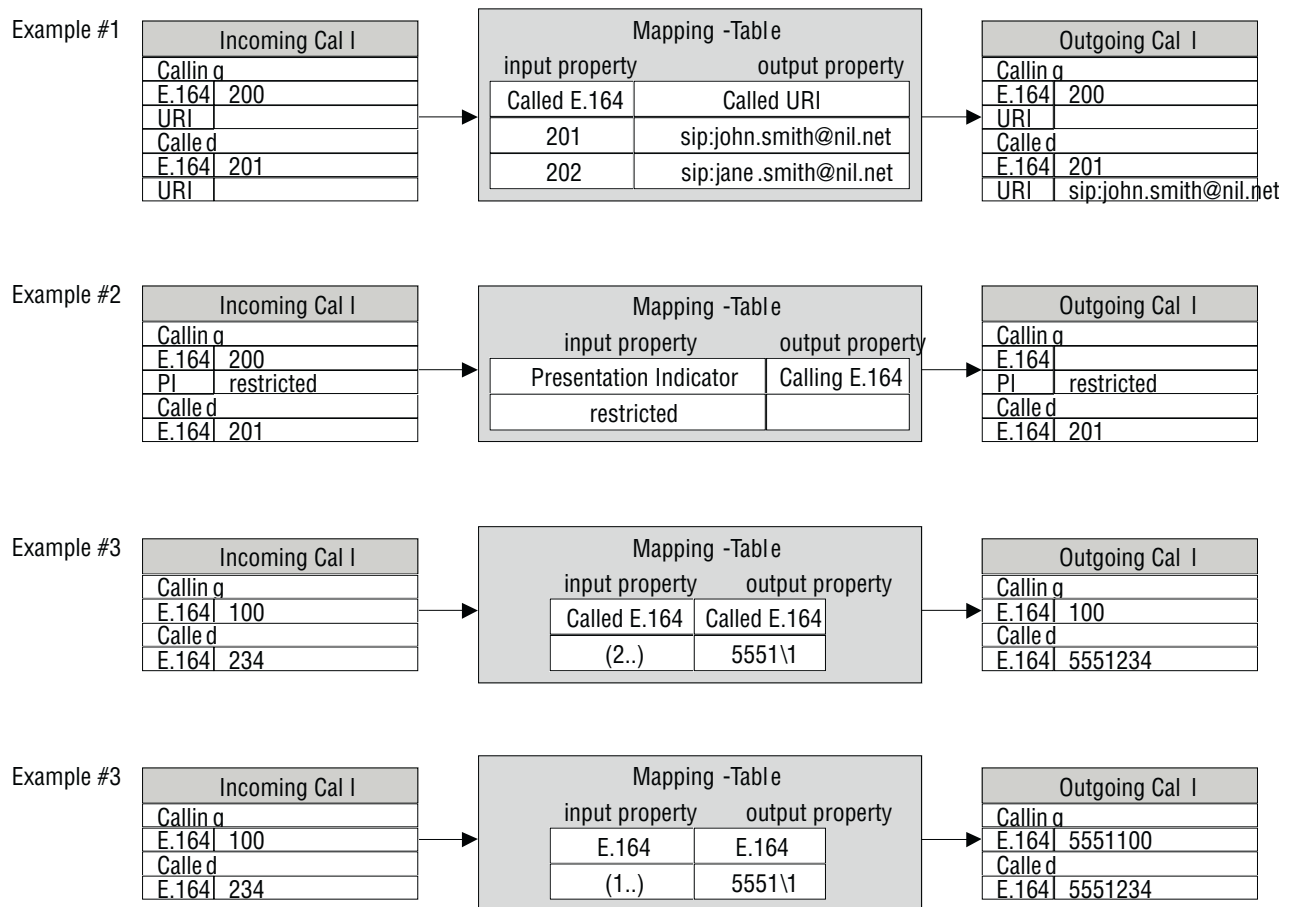 Example #1
Incoming Cal l
Callin g
E.164 200
URI
Calle d
E.164 201
URI
Mapping -Tabl e
input property output property
Called E.164 Called URI
201 sip:john.smith@nil.net
202 sip:jane .smith@nil.net
Outgoing Cal l
Callin g
E.164 200
URI
Calle d
E.164 201
URI sip:john.smith@nil.net
Example #2
Incoming Cal l
Callin g
E.164 200
PI restricted
Calle d
E.164 201
Mapping -Tabl e
input property output property
Presentation Indicator Calling E.164
restricted
Outgoing Cal l
Callin g
E.164
PI restricted
Calle d
E.164 201
Example #3
Incoming Cal l
Callin g
E.164 100
Calle d
E.164 234
Mapping -Tabl e
input property output property
Called E.164 Called E.164
(2..) 5551\1
Outgoing Cal l
Callin g
E.164 100
Calle d
E.164 5551234
Example #3
Incoming Cal l
Callin g
E.164 100
Calle d
E.164 234
Mapping -Tabl e
input property output property
E.164 E.164
(1..) 5551\1
Outgoing Cal l
Callin g
E.164 5551100
Calle d
E.164 5551234